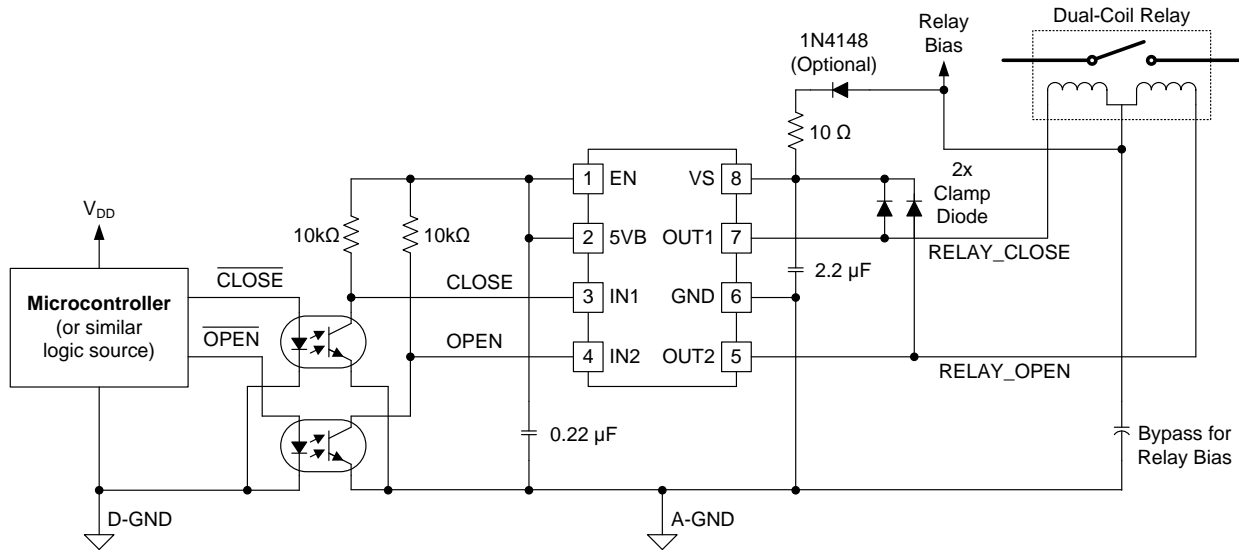 Dual-Coil Relay
Relay
Bias
1N4148
(Optional)
10 Ω
1
EN
VS
8
2x
Clamp
Diode
V_DD
10kΩ
10kΩ
2
5VB
OUT1
7
RELAY_CLOSE
CLOSE
CLOSE
2.2 µF
Microcontroller
(or similar
logic source)
3
IN1
GND
6
OPEN
OPEN
4
IN2
OUT2
5
RELAY_OPEN
0.22 µF
Bypass for
Relay Bias
D-GND
A-GND